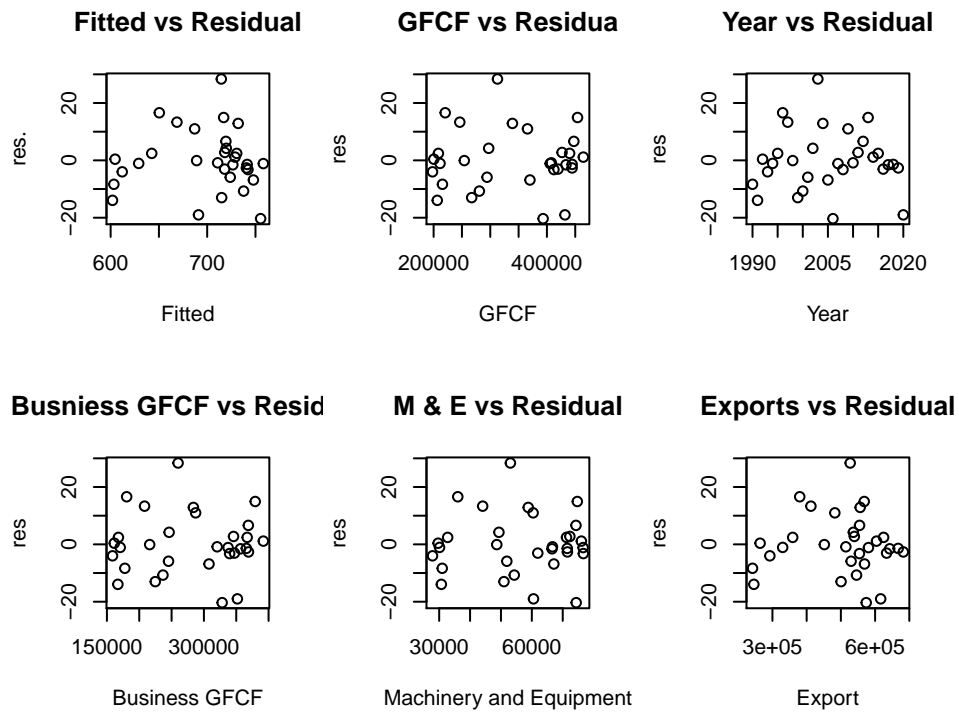 Fitted vs Residual
res.
−20 0 20
600 700
Fitted
GFCF vs Residua
res
−20 0 20
200000 400000
GFCF
Year vs Residual
res
−20 0 20
1990 2005 2020
Year
Busniess GFCF vs Resid
res
−20 0 20
150000 300000
Business GFCF
M & E vs Residual
res
−20 0 20
30000 60000
Machinery and Equipment
Exports vs Residual
res
−20 0 20
3e+05 6e+05
Export